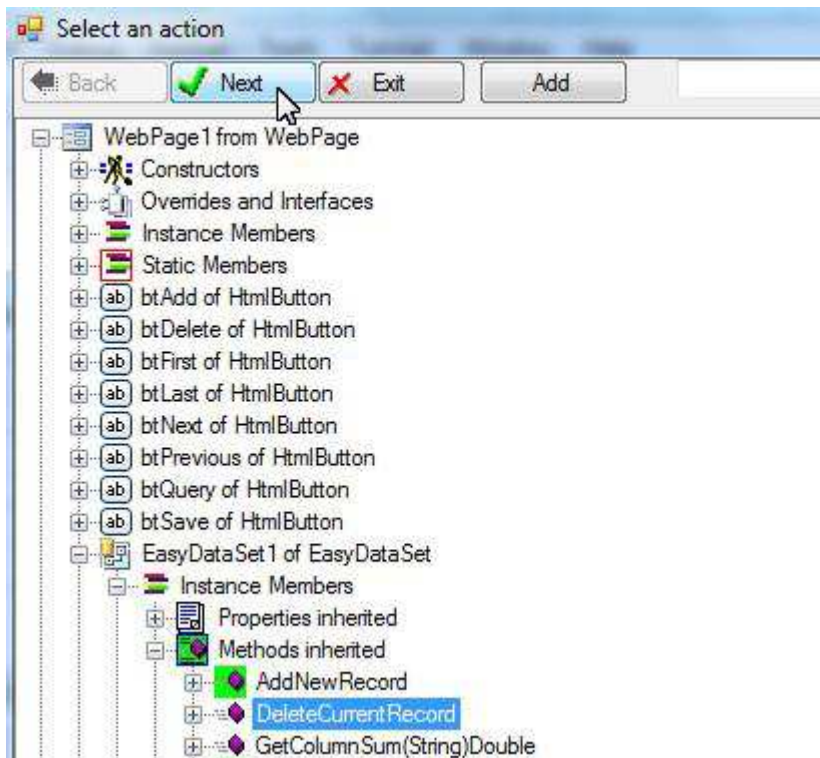 Select an action
Back Next Exit Add
WebPage1 from WebPage
Constructors
Overrides and Interfaces
Instance Members
Static Members
btAdd of HtmlButton
btDelete of HtmlButton
btFirst of HtmlButton
btLast of HtmlButton
btNext of HtmlButton
btPrevious of HtmlButton
btQuery of HtmlButton
btSave of HtmlButton
EasyDataSet1 of EasyDataSet
Instance Members
Properties inherited
Methods inherited
AddNewRecord
DeleteCurrentRecord
GetColumnSum(String)Double